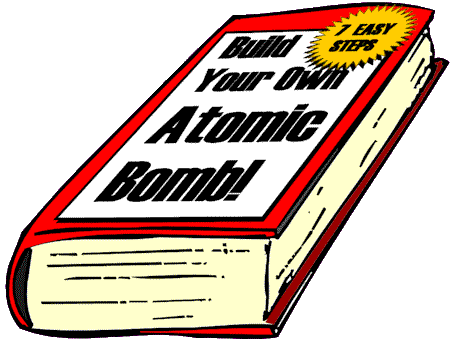 7 EASY
STEPS
Build
Your Own
Atomic
Bomb!